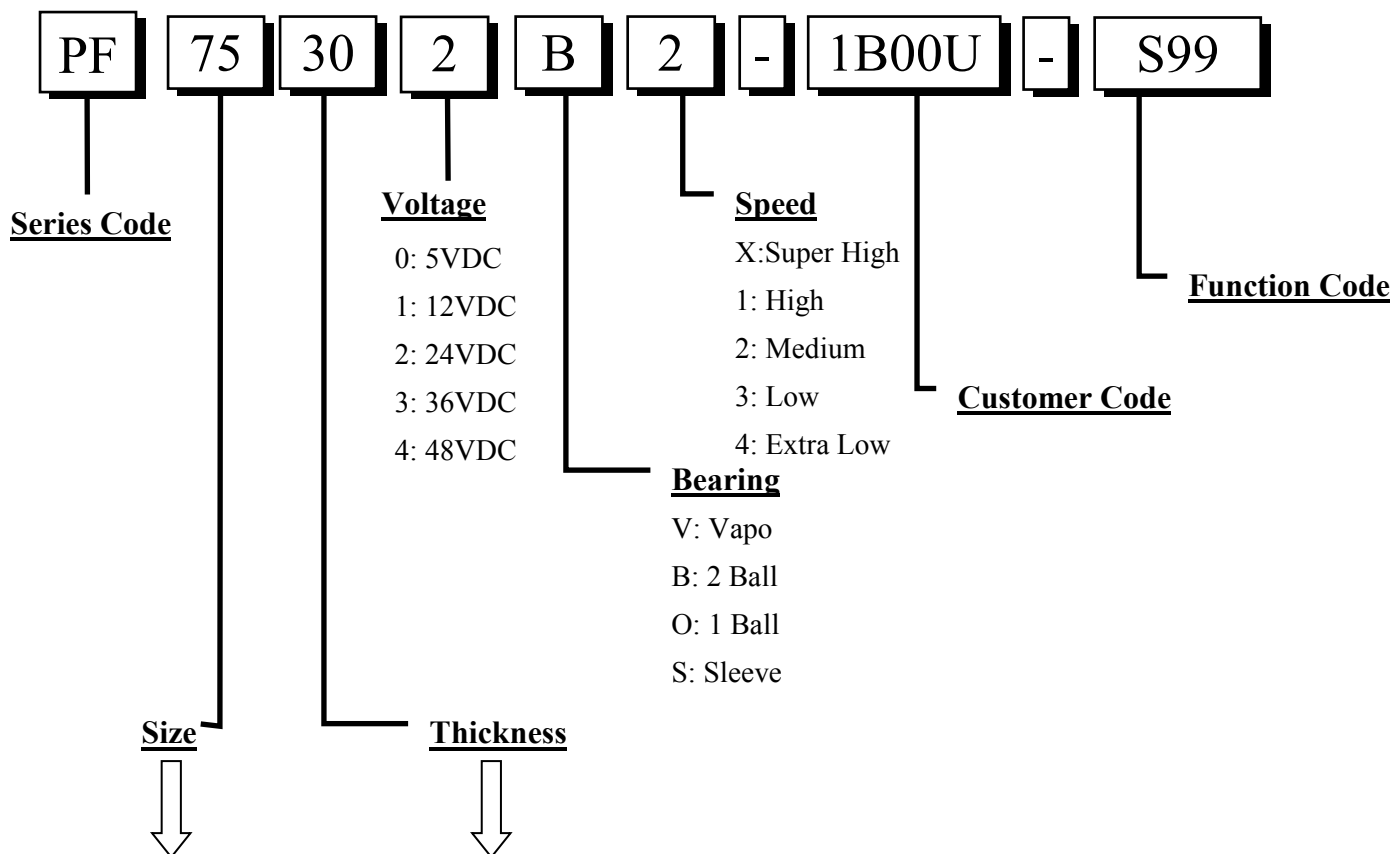 PF 75 30 2 B 2 - 1B00U - S99
Series Code
Voltage
0: 5VDC
1: 12VDC
2: 24VDC
3: 36VDC
4: 48VDC
Speed
X:Super High
1: High
2: Medium
3: Low
4: Extra Low
Function Code
Customer Code
Bearing
V: Vapo
B: 2 Ball
O: 1 Ball
S: Sleeve
Size
Thickness